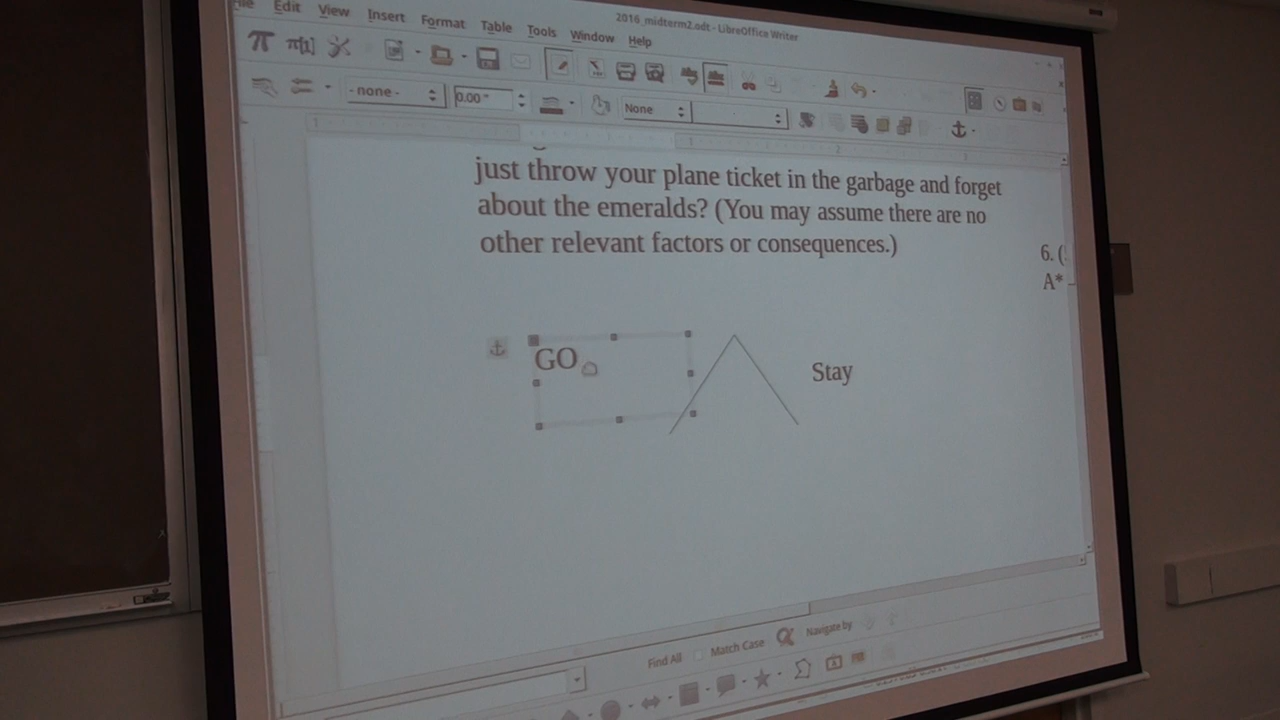 2016_midterm2.odt - LibreOffice Writer
Edit View Insert Format Table Tools Window Help
- none - 0.00 " None
just throw your plane ticket in the garbage and forget
about the emeralds? (You may assume there are no
other relevant factors or consequences.)
6. (
A*
GO
Stay
Find All Match Case Navigate by